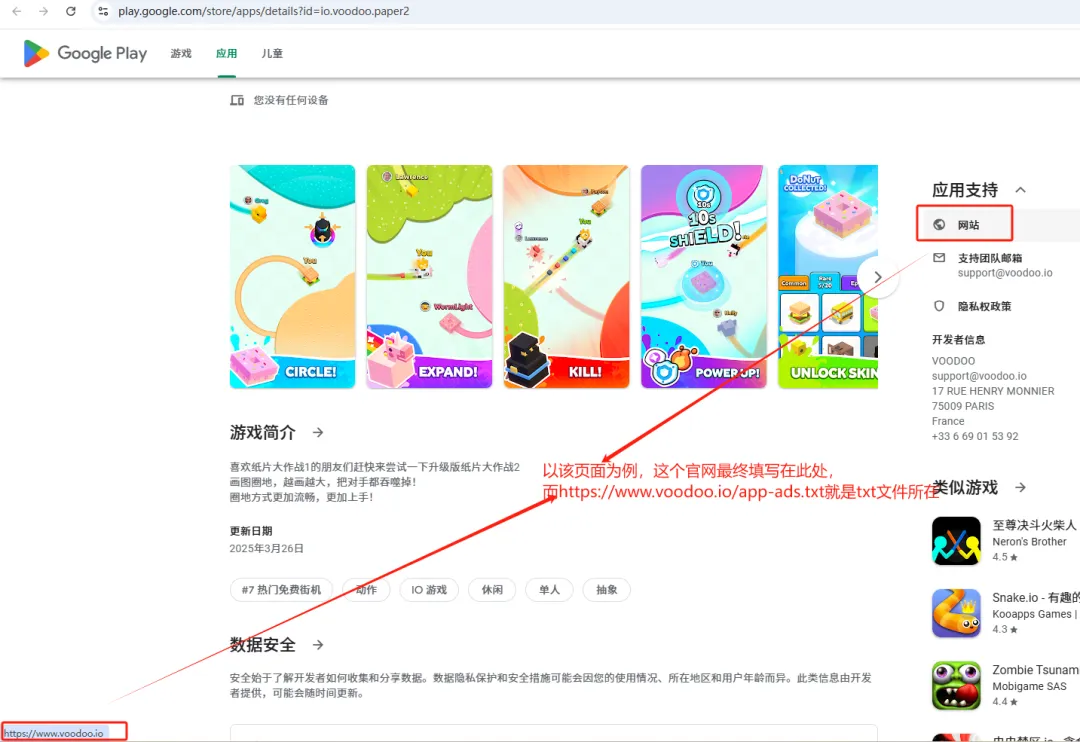 play.google.com/store/apps/details?id=io.voodoo.paper2
Google Play
游戏
应用
儿童
您没有任何设备
Greg
You
CIRCLE!
Lawrence
You
WormLight
EXPAND!
You
Lawrence
KILL!
10s
10s
SHIELD!
You
POWER UP!
DONUT
COLLECTED!
Common
Rare
5/20
UNLOCK SKIN
应用支持
网站
支持团队邮箱
support@voodoo.io
隐私权政策
开发者信息
VOODOO
support@voodoo.io
17 RUE HENRY MONNIER
75009 PARIS
France
+33 6 69 01 53 92
游戏简介
喜欢纸片大作战1的朋友们赶快来尝试一下升级版纸片大作战2
画图圈地，越画越大，把对手都吞噬掉！
圈地方式更加流畅，更加上手！
以该页面为例，这个官网最终填写在此处，
而https://www.voodoo.io/app-ads.txt就是txt文件所在
更新日期
2025年3月26日
#7 热门免费街机
动作
IO 游戏
休闲
单人
抽象
数据安全
安全始于了解开发者如何收集和分享数据。数据隐私保护和安全措施可能会因您的使用情况、所在地区和用户年龄而异。此类信息由开发
者提供，可能会随时间更新。
类似游戏
至尊决斗火柴人
Neron's Brother
4.5★
Snake.io - 有趣的
Kooapps Games |
4.3★
Zombie Tsunam
Mobigame SAS
4.4★
https://www.voodoo.io